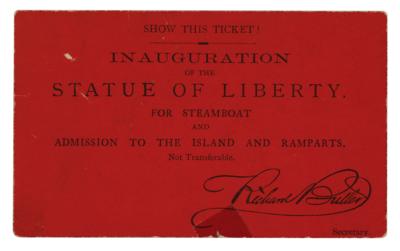 SHOW THIS TICKET!
INAUGURATION
OF THE
STATUE OF LIBERTY.
FOR STEAMBOAT
AND
ADMISSION TO THE ISLAND AND RAMPARTS.
Not Transferable.
Richard Butler
Secretary